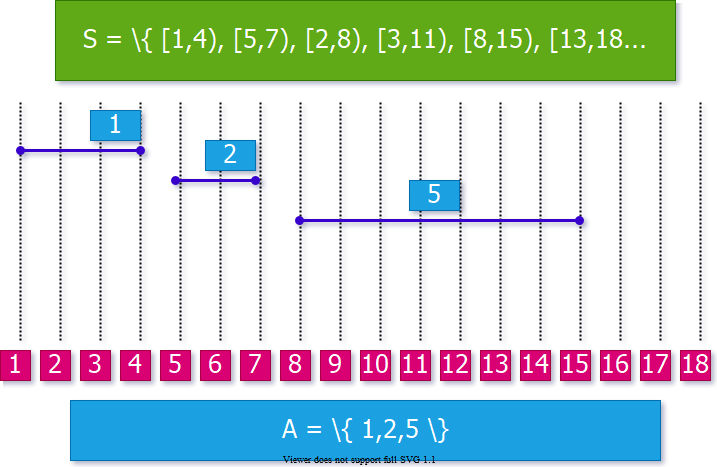 S = \{ [1,4), [5,7), [2,8), [3,11), [8,15), [13,18...
1
2
5
1 2 3 4 5 6 7 8 9 10 11 12 13 14 15 16 17 18
A = \{ 1,2,5 \}
Viewer does not support full SVG 1.1